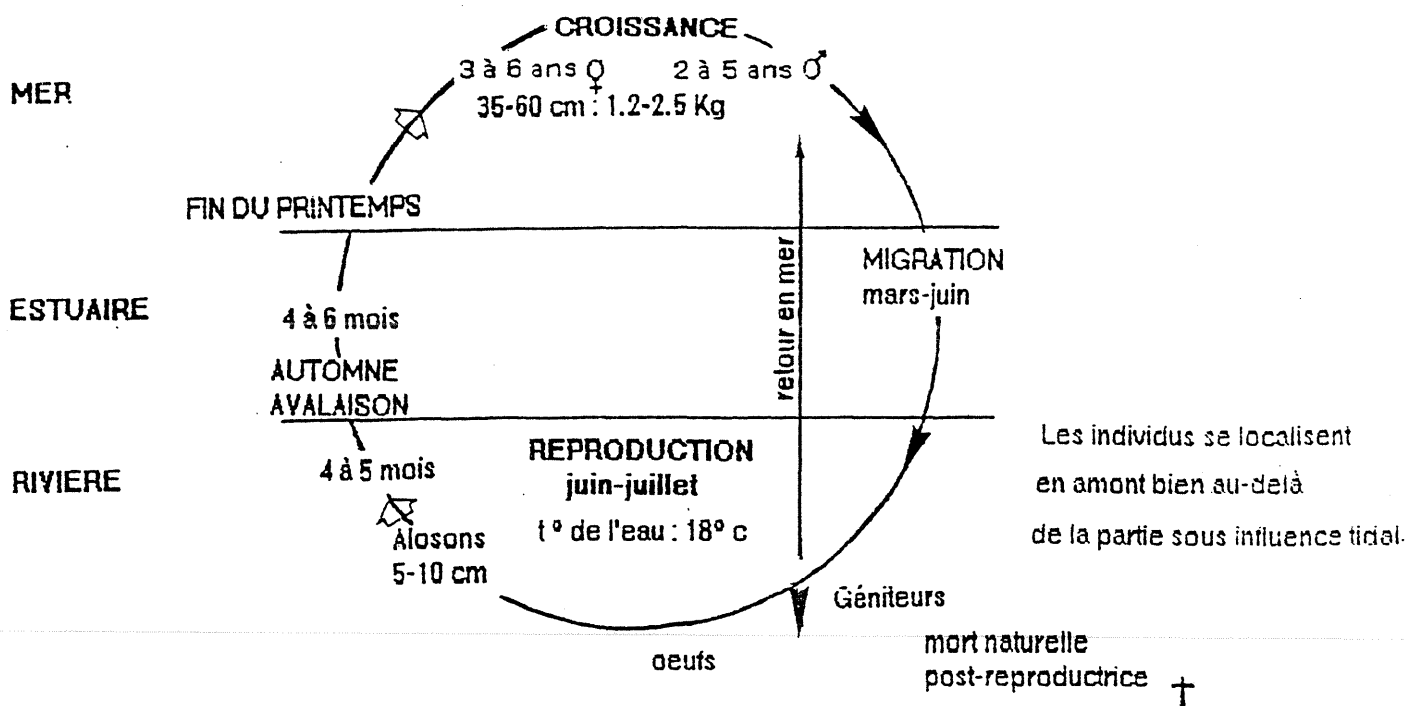 CROISSANCE
3 à 6 ans ♀ 2 à 5 ans ♂
MER
35-60 cm : 1.2-2.5 Kg
FIN DU PRINTEMPS
retour en mer
MIGRATION
mars-juin
ESTUAIRE
4 à 6 mois
AUTOMNE
AVALAISON
REPRODUCTION
juin-juillet
t° de l'eau : 18° c
RIVIERE
4 à 5 mois
Alosons
5-10 cm
Les individus se localisent
en amont bien au-delà
de la partie sous influence tidal.
Géniteurs
oeufs
mort naturelle
post-reproductrice